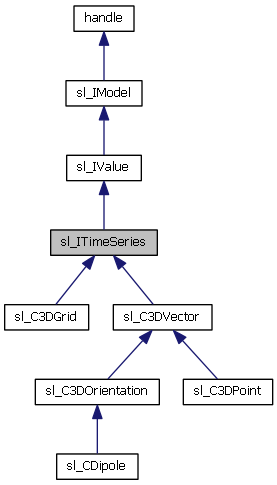 handle
sl_IModel
sl_IValue
sl_ITimeSeries
sl_C3DGrid
sl_C3DVector
sl_C3DOrientation
sl_C3DPoint
sl_CDipole